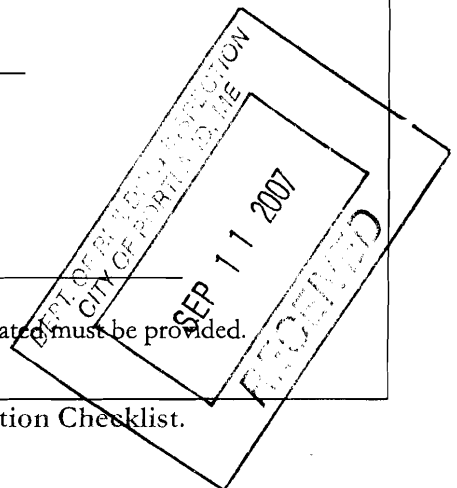 DEPT. OF BUILDING INSPECTION
CITY OF PORTLAND, ME
SEP 11 2007
RECEIVED
ated must be provided.
tion Checklist.